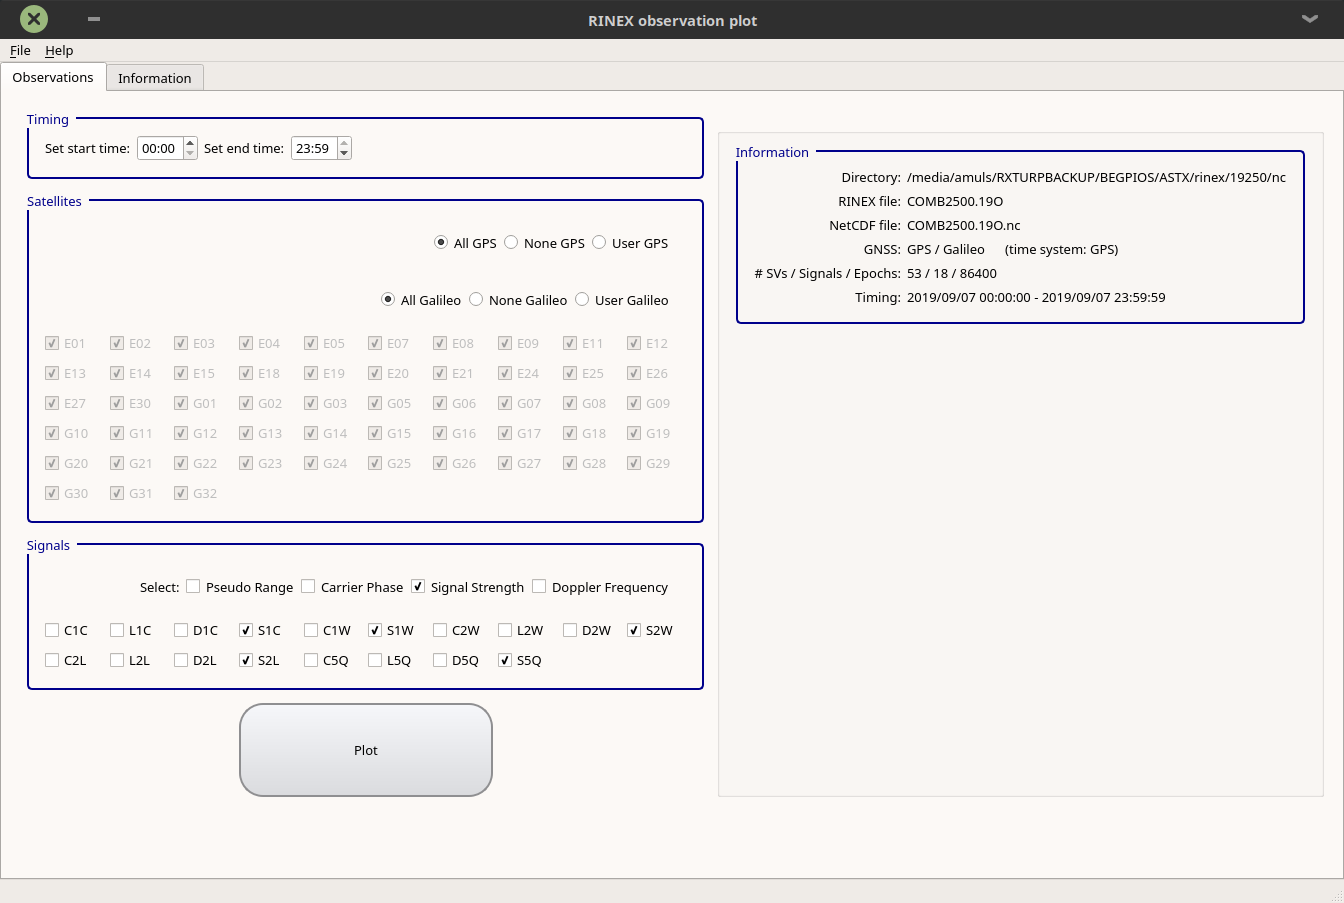 RINEX observation plot
File Help
Observations Information
Timing
Set start time: 00:00 Set end time: 23:59
Satellites
All GPS None GPS User GPS
All Galileo None Galileo User Galileo
E01 E02 E03 E04 E05 E07 E08 E09 E11 E12
E13 E14 E15 E18 E19 E20 E21 E24 E25 E26
E27 E30 G01 G02 G03 G05 G06 G07 G08 G09
G10 G11 G12 G13 G14 G15 G16 G17 G18 G19
G20 G21 G22 G23 G24 G25 G26 G27 G28 G29
G30 G31 G32
Signals
Select: Pseudo Range Carrier Phase Signal Strength Doppler Frequency
C1C L1C D1C S1C C1W S1W C2W L2W D2W S2W
C2L L2L D2L S2L C5Q L5Q D5Q S5Q
Plot
Information
Directory: /media/amuls/RXTURPBACKUP/BEGPIOS/ASTX/rinex/19250/nc
RINEX file: COMB2500.19O
NetCDF file: COMB2500.19O.nc
GNSS: GPS / Galileo (time system: GPS)
# SVs / Signals / Epochs: 53 / 18 / 86400
Timing: 2019/09/07 00:00:00 - 2019/09/07 23:59:59